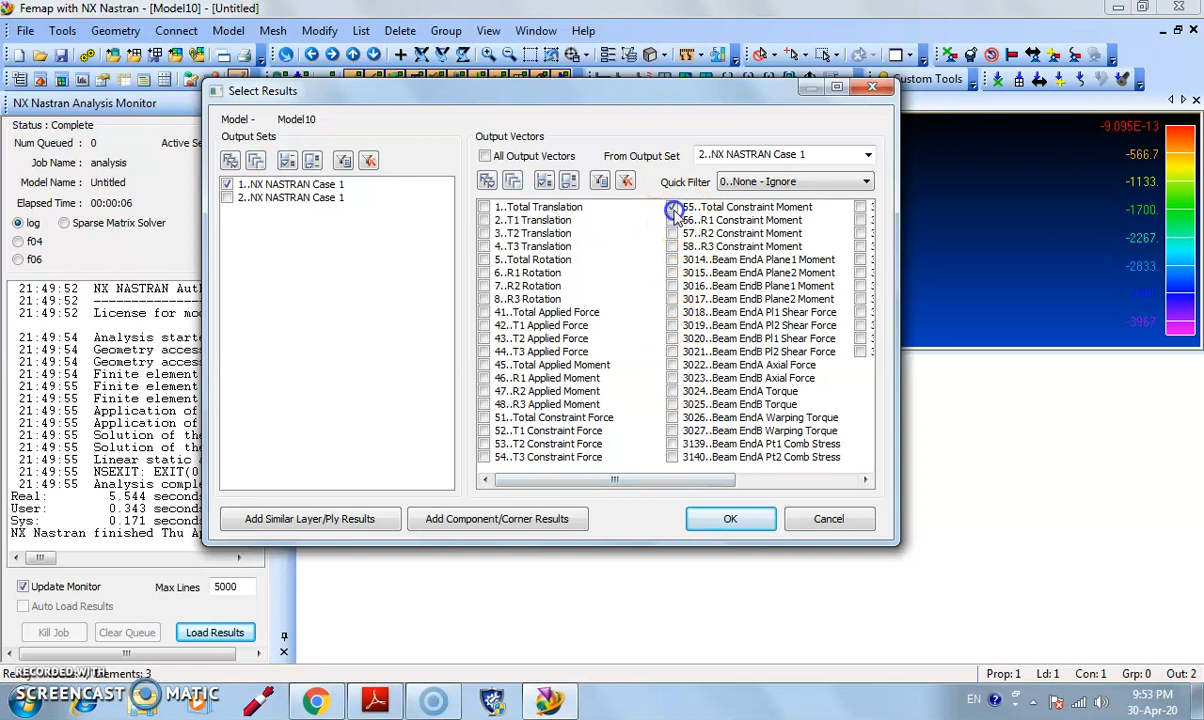 Femap with NX Nastran - [Model10] - [Untitled]
File Tools Geometry Connect Model Mesh Modify List Delete Group View Window Help
Custom Tools
NX Nastran Analysis Monitor
Status : Complete
Num Queued : 0 Active Se
Job Name : analysis
Model Name : Untitled
Elapsed Time : 00:00:06
log Sparse Matrix Solver
f04
f06
21:49:52 NX NASTRAN Aut
21:49:52
21:49:52 License for mo
21:49:52
21:49:54 Analysis starte
21:49:54 Geometry access
21:49:54 Finite element
21:49:55 Geometry access
21:49:55 Finite element
21:49:55 Finite element
21:49:55 Application of
21:49:55 Application of
21:49:55 Solution of the
21:49:55 Solution of the
21:49:55 Linear static a
21:49:55 NSEXIT: EXIT(0
21:49:55 Analysis comple
Real: 5.544 seconds
User: 0.343 seconds
Sys: 0.171 seconds
NX Nastran finished Thu Ap
Update Monitor Max Lines 5000
Auto Load Results
Kill Job Clear Queue Load Results
Select Results
Model - Model10
Output Sets
1..NX NASTRAN Case 1
2..NX NASTRAN Case 1
Output Vectors
All Output Vectors From Output Set 2..NX NASTRAN Case 1
Quick Filter 0..None - Ignore
1..Total Translation
2..T1 Translation
3..T2 Translation
4..T3 Translation
5..Total Rotation
6..R1 Rotation
7..R2 Rotation
8..R3 Rotation
41..Total Applied Force
42..T1 Applied Force
43..T2 Applied Force
44..T3 Applied Force
45..Total Applied Moment
46..R1 Applied Moment
47..R2 Applied Moment
48..R3 Applied Moment
51..Total Constraint Force
52..T1 Constraint Force
53..T2 Constraint Force
54..T3 Constraint Force
55..Total Constraint Moment
56..R1 Constraint Moment
57..R2 Constraint Moment
58..R3 Constraint Moment
3014..Beam EndA Plane1 Moment
3015..Beam EndA Plane2 Moment
3016..Beam EndB Plane1 Moment
3017..Beam EndB Plane2 Moment
3018..Beam EndA Pl1 Shear Force
3019..Beam EndA Pl2 Shear Force
3020..Beam EndB Pl1 Shear Force
3021..Beam EndB Pl2 Shear Force
3022..Beam EndA Axial Force
3023..Beam EndB Axial Force
3024..Beam EndA Torque
3025..Beam EndB Torque
3026..Beam EndA Warping Torque
3027..Beam EndB Warping Torque
3139..Beam EndA Pt1 Comb Stress
3140..Beam EndA Pt2 Comb Stress
Add Similar Layer/Ply Results Add Component/Corner Results OK Cancel
-9.095E-13
-566.7
-1133.
-1700.
-2267.
-2833.
-3400.
-3967
Prop: 1 Ld: 1 Con: 1 Grp: 0 Out: 2
RECORDED WITH
SCREENCAST MATIC
EN
9:53 PM
30-Apr-20